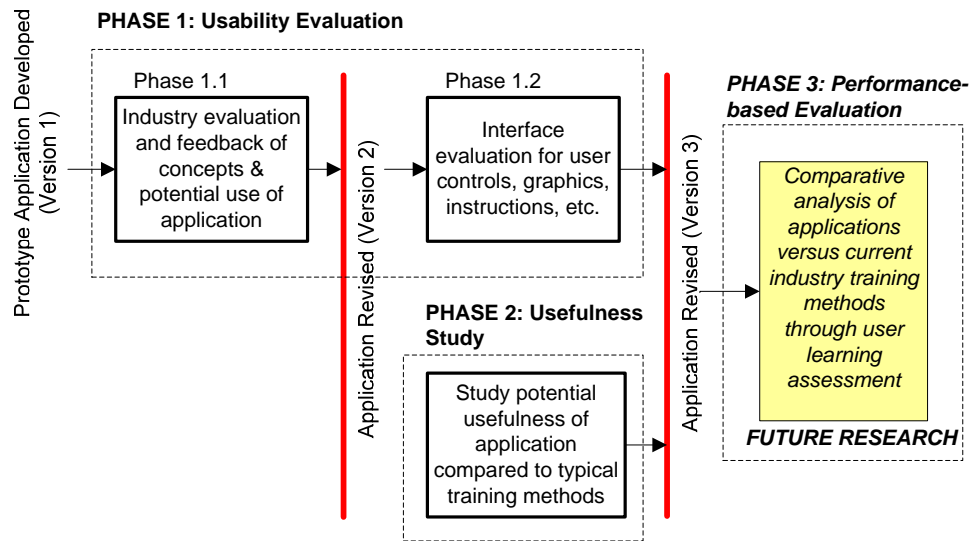 PHASE 1: Usability Evaluation
Prototype Application Developed
(Version 1)
Phase 1.1
Industry evaluation
and feedback of
concepts &
potential use of
application
Application Revised (Version 2)
Phase 1.2
Interface
evaluation for user
controls, graphics,
instructions, etc.
PHASE 2: Usefulness
Study
Study potential
usefulness of
application
compared to typical
training methods
Application Revised (Version 3)
PHASE 3: Performance-
based Evaluation
Comparative
analysis of
applications
versus current
industry training
methods
through user
learning
assessment
FUTURE RESEARCH